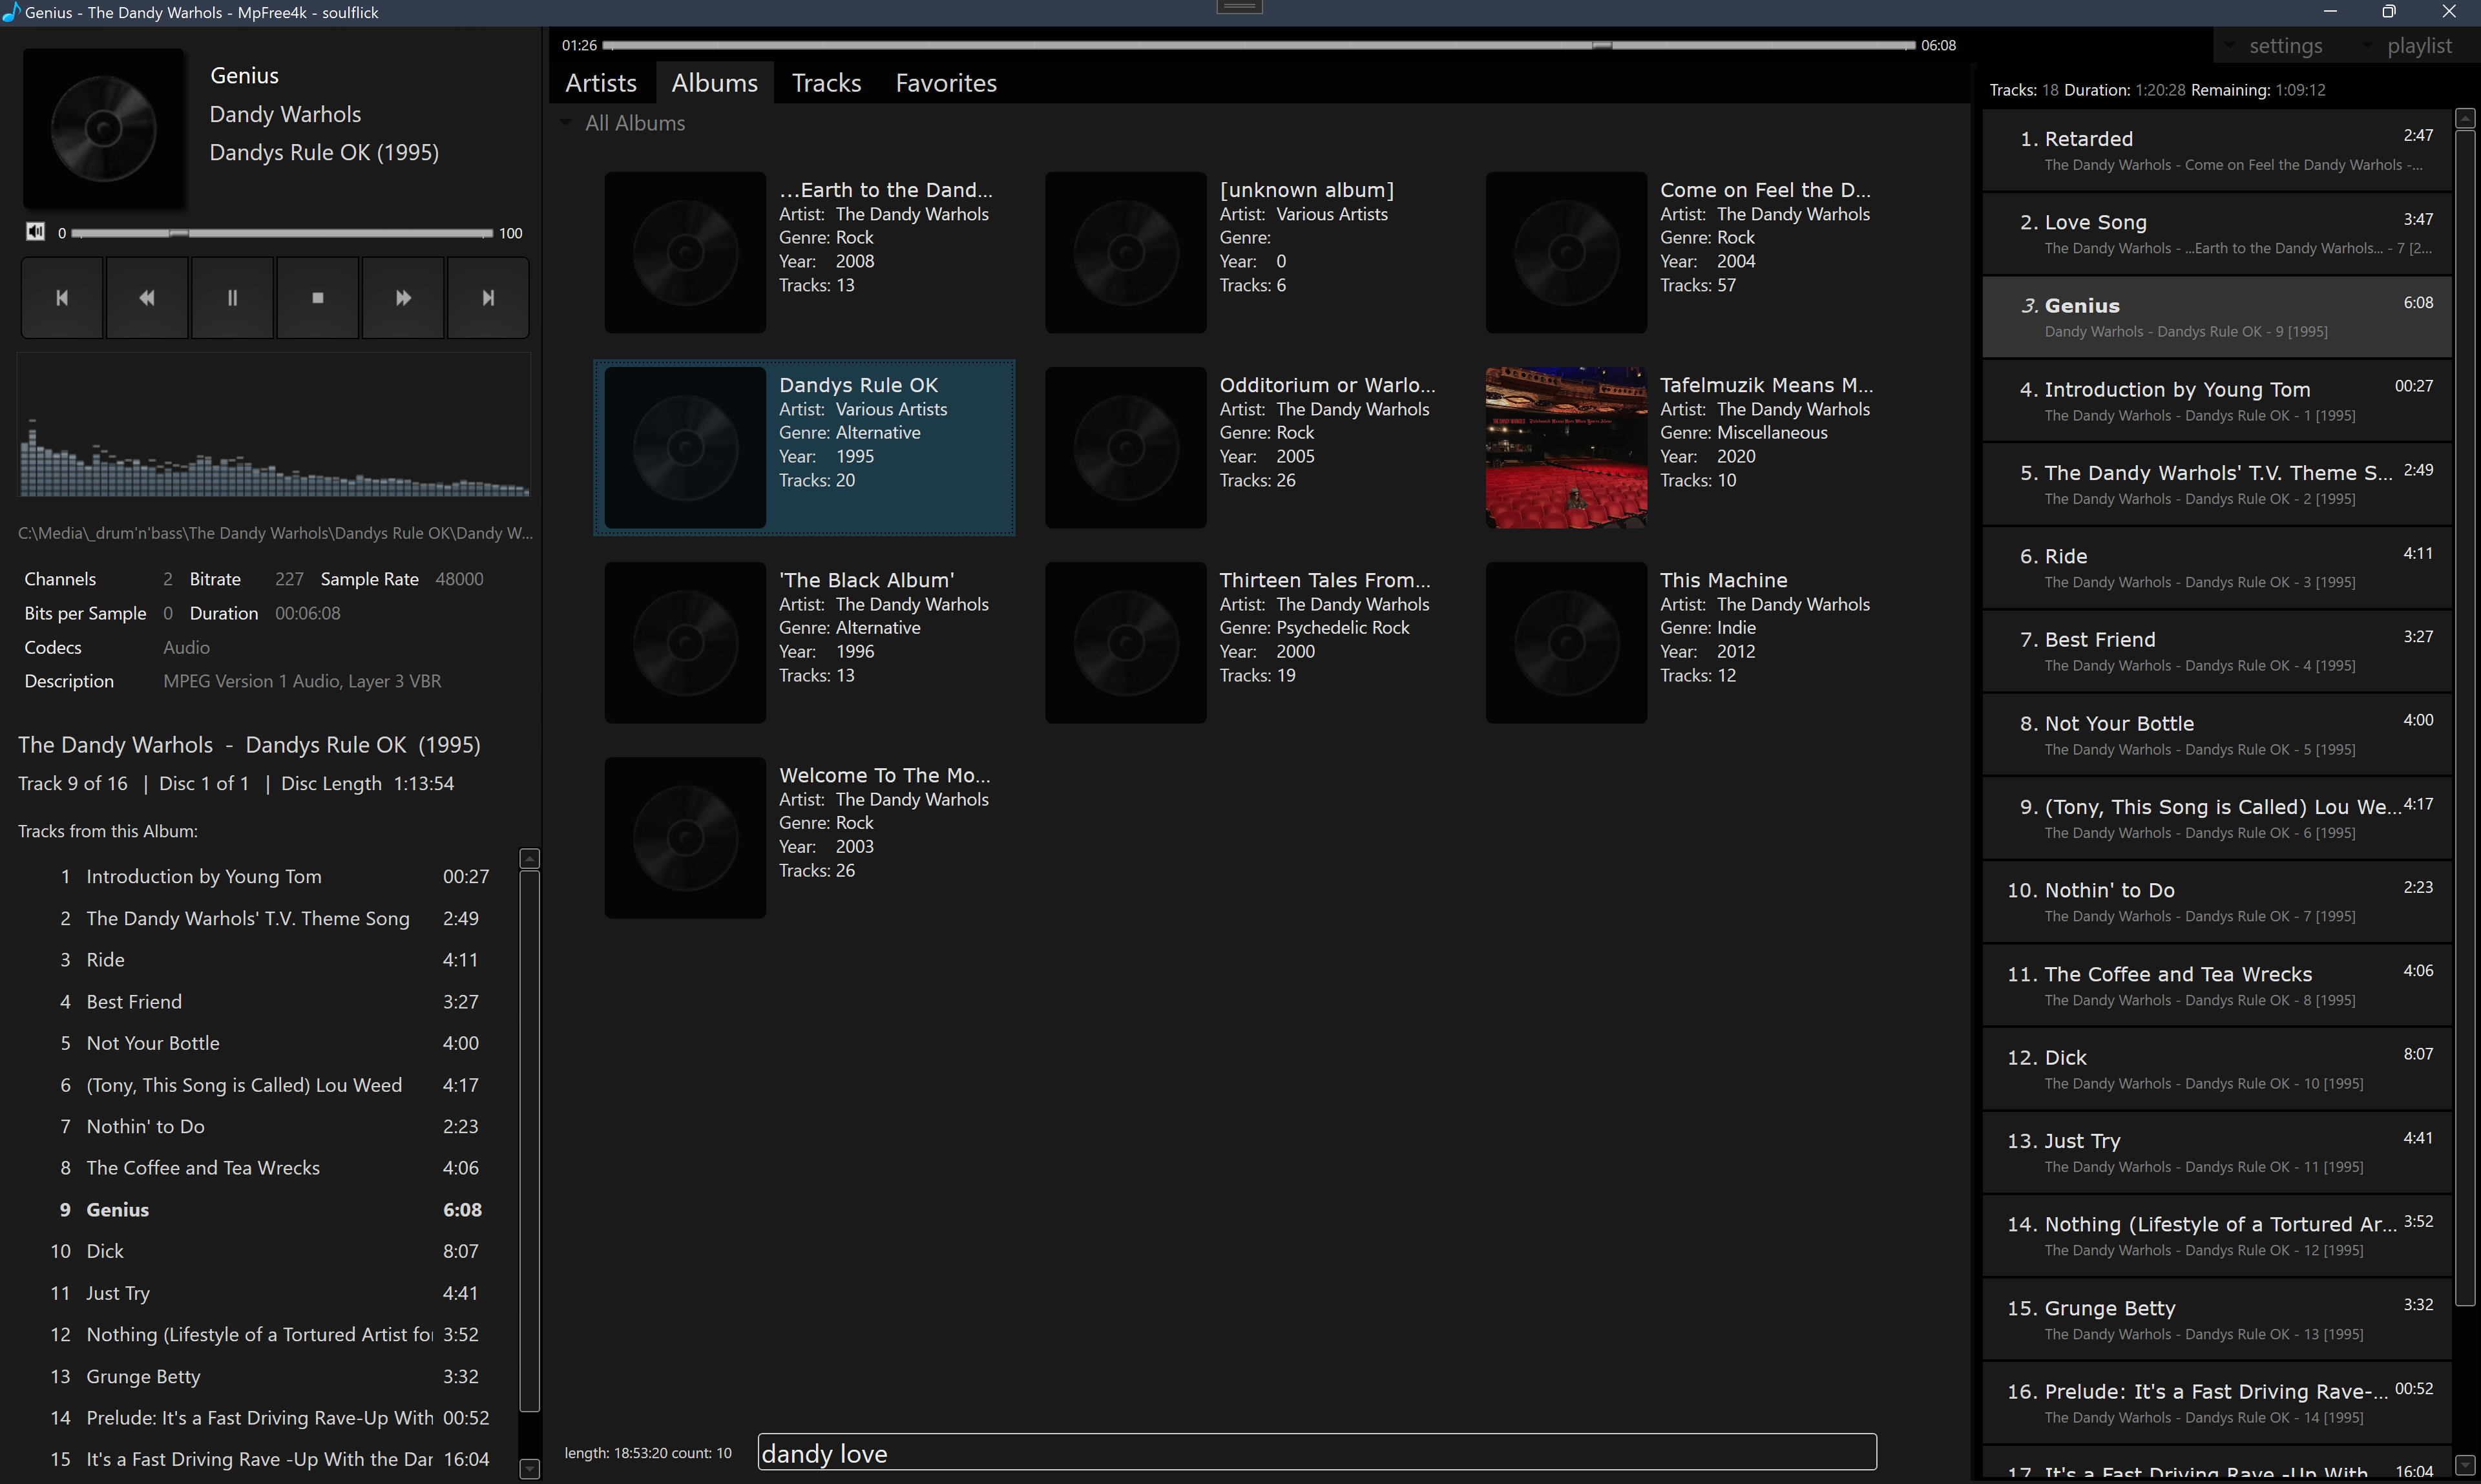 Genius - The Dandy Warhols - MpFree4k - soulflick
Genius
Dandy Warhols
Dandys Rule OK (1995)
0 100
C:\Media\_drum'n'bass\The Dandy Warhols\Dandys Rule OK\Dandy W...
Channels 2 Bitrate 227 Sample Rate 48000
Bits per Sample 0 Duration 00:06:08
Codecs Audio
Description MPEG Version 1 Audio, Layer 3 VBR
The Dandy Warhols - Dandys Rule OK (1995)
Track 9 of 16 | Disc 1 of 1 | Disc Length 1:13:54
Tracks from this Album:
1 Introduction by Young Tom 00:27
2 The Dandy Warhols' T.V. Theme Song 2:49
3 Ride 4:11
4 Best Friend 3:27
5 Not Your Bottle 4:00
6 (Tony, This Song is Called) Lou Weed 4:17
7 Nothin' to Do 2:23
8 The Coffee and Tea Wrecks 4:06
9 Genius 6:08
10 Dick 8:07
11 Just Try 4:41
12 Nothing (Lifestyle of a Tortured Artist for 3:52
13 Grunge Betty 3:32
14 Prelude: It's a Fast Driving Rave-Up With 00:52
15 It's a Fast Driving Rave -Up With the Dar 16:04
01:26 06:08
Artists Albums Tracks Favorites
All Albums
...Earth to the Dand...
Artist: The Dandy Warhols
Genre: Rock
Year: 2008
Tracks: 13
[unknown album]
Artist: Various Artists
Genre:
Year: 0
Tracks: 6
Come on Feel the D...
Artist: The Dandy Warhols
Genre: Rock
Year: 2004
Tracks: 57
Dandys Rule OK
Artist: Various Artists
Genre: Alternative
Year: 1995
Tracks: 20
Odditorium or Warlo...
Artist: The Dandy Warhols
Genre: Rock
Year: 2005
Tracks: 26
Tafelmuzik Means M...
Artist: The Dandy Warhols
Genre: Miscellaneous
Year: 2020
Tracks: 10
'The Black Album'
Artist: The Dandy Warhols
Genre: Alternative
Year: 1996
Tracks: 13
Thirteen Tales From...
Artist: The Dandy Warhols
Genre: Psychedelic Rock
Year: 2000
Tracks: 19
This Machine
Artist: The Dandy Warhols
Genre: Indie
Year: 2012
Tracks: 12
Welcome To The Mo...
Artist: The Dandy Warhols
Genre: Rock
Year: 2003
Tracks: 26
length: 18:53:20 count: 10
dandy love
settings playlist
Tracks: 18 Duration: 1:20:28 Remaining: 1:09:12
1. Retarded 2:47
The Dandy Warhols - Come on Feel the Dandy Warhols -...
2. Love Song 3:47
The Dandy Warhols - ...Earth to the Dandy Warhols... - 7 [2...
3. Genius 6:08
Dandy Warhols - Dandys Rule OK - 9 [1995]
4. Introduction by Young Tom 00:27
The Dandy Warhols - Dandys Rule OK - 1 [1995]
5. The Dandy Warhols' T.V. Theme S... 2:49
The Dandy Warhols - Dandys Rule OK - 2 [1995]
6. Ride 4:11
The Dandy Warhols - Dandys Rule OK - 3 [1995]
7. Best Friend 3:27
The Dandy Warhols - Dandys Rule OK - 4 [1995]
8. Not Your Bottle 4:00
The Dandy Warhols - Dandys Rule OK - 5 [1995]
9. (Tony, This Song is Called) Lou We... 4:17
The Dandy Warhols - Dandys Rule OK - 6 [1995]
10. Nothin' to Do 2:23
The Dandy Warhols - Dandys Rule OK - 7 [1995]
11. The Coffee and Tea Wrecks 4:06
The Dandy Warhols - Dandys Rule OK - 8 [1995]
12. Dick 8:07
The Dandy Warhols - Dandys Rule OK - 10 [1995]
13. Just Try 4:41
The Dandy Warhols - Dandys Rule OK - 11 [1995]
14. Nothing (Lifestyle of a Tortured Ar... 3:52
The Dandy Warhols - Dandys Rule OK - 12 [1995]
15. Grunge Betty 3:32
The Dandy Warhols - Dandys Rule OK - 13 [1995]
16. Prelude: It's a Fast Driving Rave-... 00:52
The Dandy Warhols - Dandys Rule OK - 14 [1995]
17. It's a Fast Driving Rave -Up With 16:04